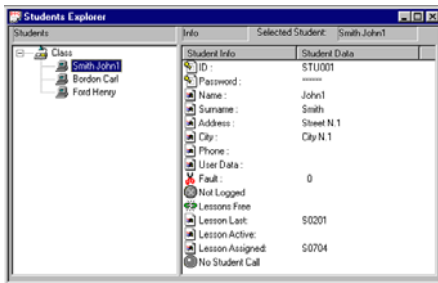 Students Explorer
Students
Info Selected Student: Smith John1
Class
Smith John1
Bordon Carl
Ford Henry
Student Info Student Data
ID : STU001
Password : ******
Name : John1
Surname : Smith
Address : Street N.1
City : City N.1
Phone :
User Data :
Fault : 0
Not Logged
Lessons Free
Lesson Last: S0201
Lesson Active:
Lesson Assigned: S0704
No Student Call